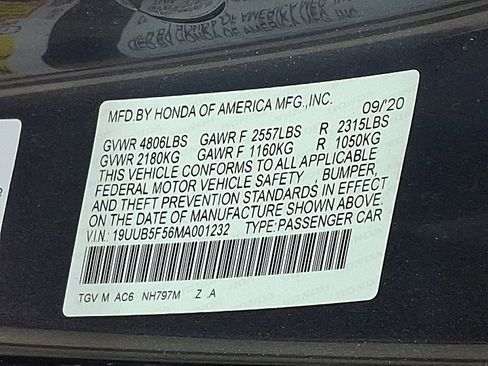 MFD.BY HONDA OF AMERICA MFG.,INC. 09/'20
GVWR 4806LBS GAWR F 2557LBS R 2315LBS
GVWR 2180KG GAWR F 1160KG R 1050KG
THIS VEHICLE CONFORMS TO ALL APPLICABLE
FEDERAL MOTOR VEHICLE SAFETY BUMPER,
AND THEFT PREVENTION STANDARDS IN EFFECT
ON THE DATE OF MANUFACTURE SHOWN ABOVE.
V.I.N.: 19UUB5F56MA001232 TYPE:PASSENGER CAR
TGV M AC6 NH797M Z .A